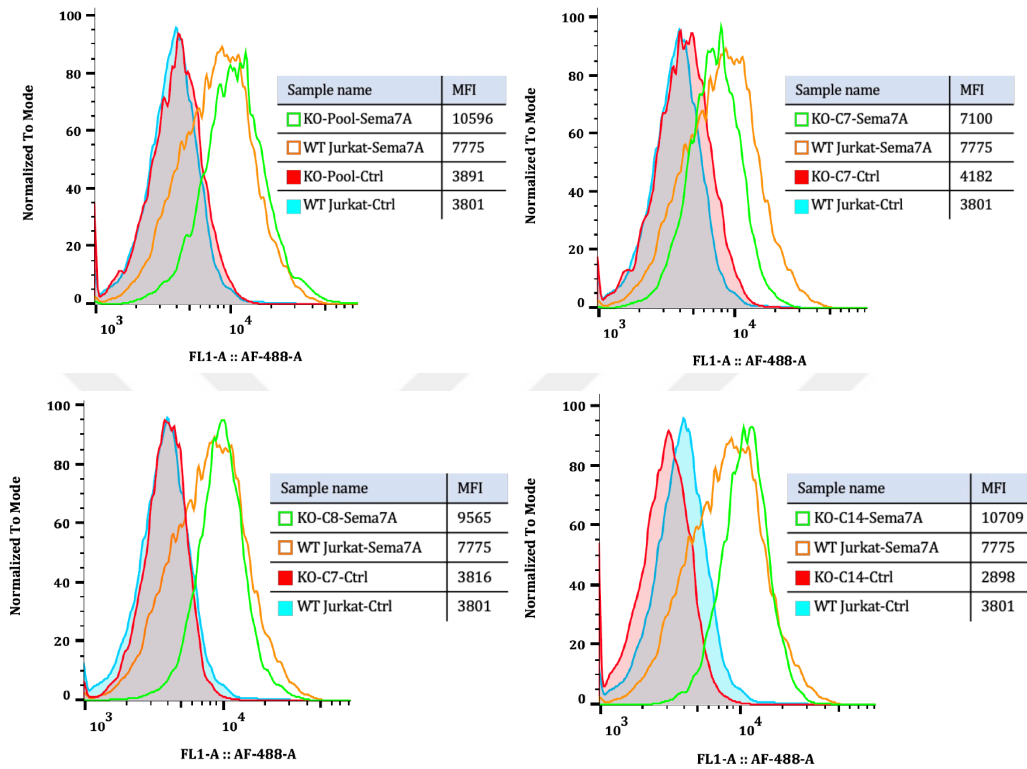 100
80
60
40
20
0
Normalized To Mode
Sample name MFI
KO-Pool-Sema7A 10596
WT Jurkat-Sema7A 7775
KO-Pool-Ctrl 3891
WT Jurkat-Ctrl 3801
10³ 10⁴
FL1-A :: AF-488-A
100
80
60
40
20
0
Normalized To Mode
Sample name MFI
KO-C7-Sema7A 7100
WT Jurkat-Sema7A 7775
KO-C7-Ctrl 4182
WT Jurkat-Ctrl 3801
10³ 10⁴
FL1-A :: AF-488-A
100
80
60
40
20
0
Normalized To Mode
Sample name MFI
KO-C8-Sema7A 9565
WT Jurkat-Sema7A 7775
KO-C7-Ctrl 3816
WT Jurkat-Ctrl 3801
10³ 10⁴
FL1-A :: AF-488-A
100
80
60
40
20
0
Normalized To Mode
Sample name MFI
KO-C14-Sema7A 10709
WT Jurkat-Sema7A 7775
KO-C14-Ctrl 2898
WT Jurkat-Ctrl 3801
10³ 10⁴
FL1-A :: AF-488-A